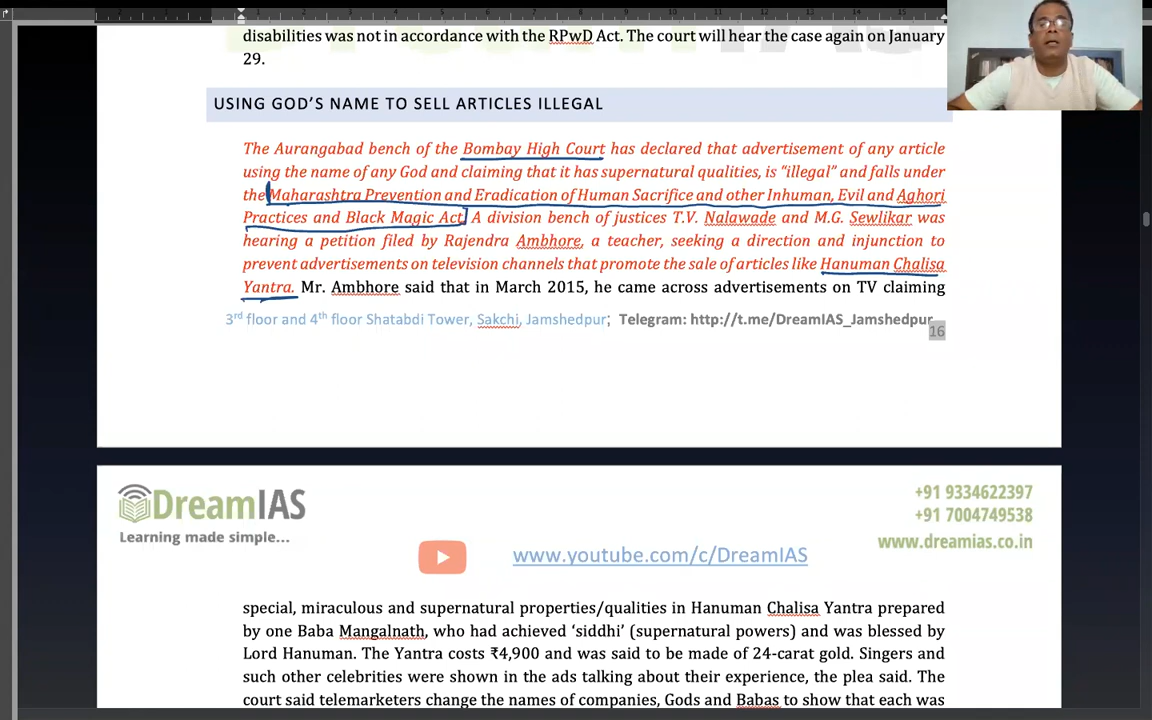 disabilities was not in accordance with the RPwD Act. The court will hear the case again on January
29.
USING GOD'S NAME TO SELL ARTICLES ILLEGAL
The Aurangabad bench of the Bombay High Court has declared that advertisement of any article
using the name of any God and claiming that it has supernatural qualities, is "illegal" and falls under
the Maharashtra Prevention and Eradication of Human Sacrifice and other Inhuman, Evil and Aghori
Practices and Black Magic Act. A division bench of justices T.V. Nalawade and M.G. Sewlikar was
hearing a petition filed by Rajendra Ambhore, a teacher, seeking a direction and injunction to
prevent advertisements on television channels that promote the sale of articles like Hanuman Chalisa
Yantra. Mr. Ambhore said that in March 2015, he came across advertisements on TV claiming
3rd floor and 4th floor Shatabdi Tower, Sakchi, Jamshedpur; Telegram: http://t.me/DreamIAS_Jamshedpur
16
DreamIAS
Learning made simple...
www.youtube.com/c/DreamIAS
+91 9334622397
+91 7004749538
www.dreamias.co.in
special, miraculous and supernatural properties/qualities in Hanuman Chalisa Yantra prepared
by one Baba Mangalnath, who had achieved 'siddhi' (supernatural powers) and was blessed by
Lord Hanuman. The Yantra costs ₹4,900 and was said to be made of 24-carat gold. Singers and
such other celebrities were shown in the ads talking about their experience, the plea said. The
court said telemarketers change the names of companies, Gods and Babas to show that each was